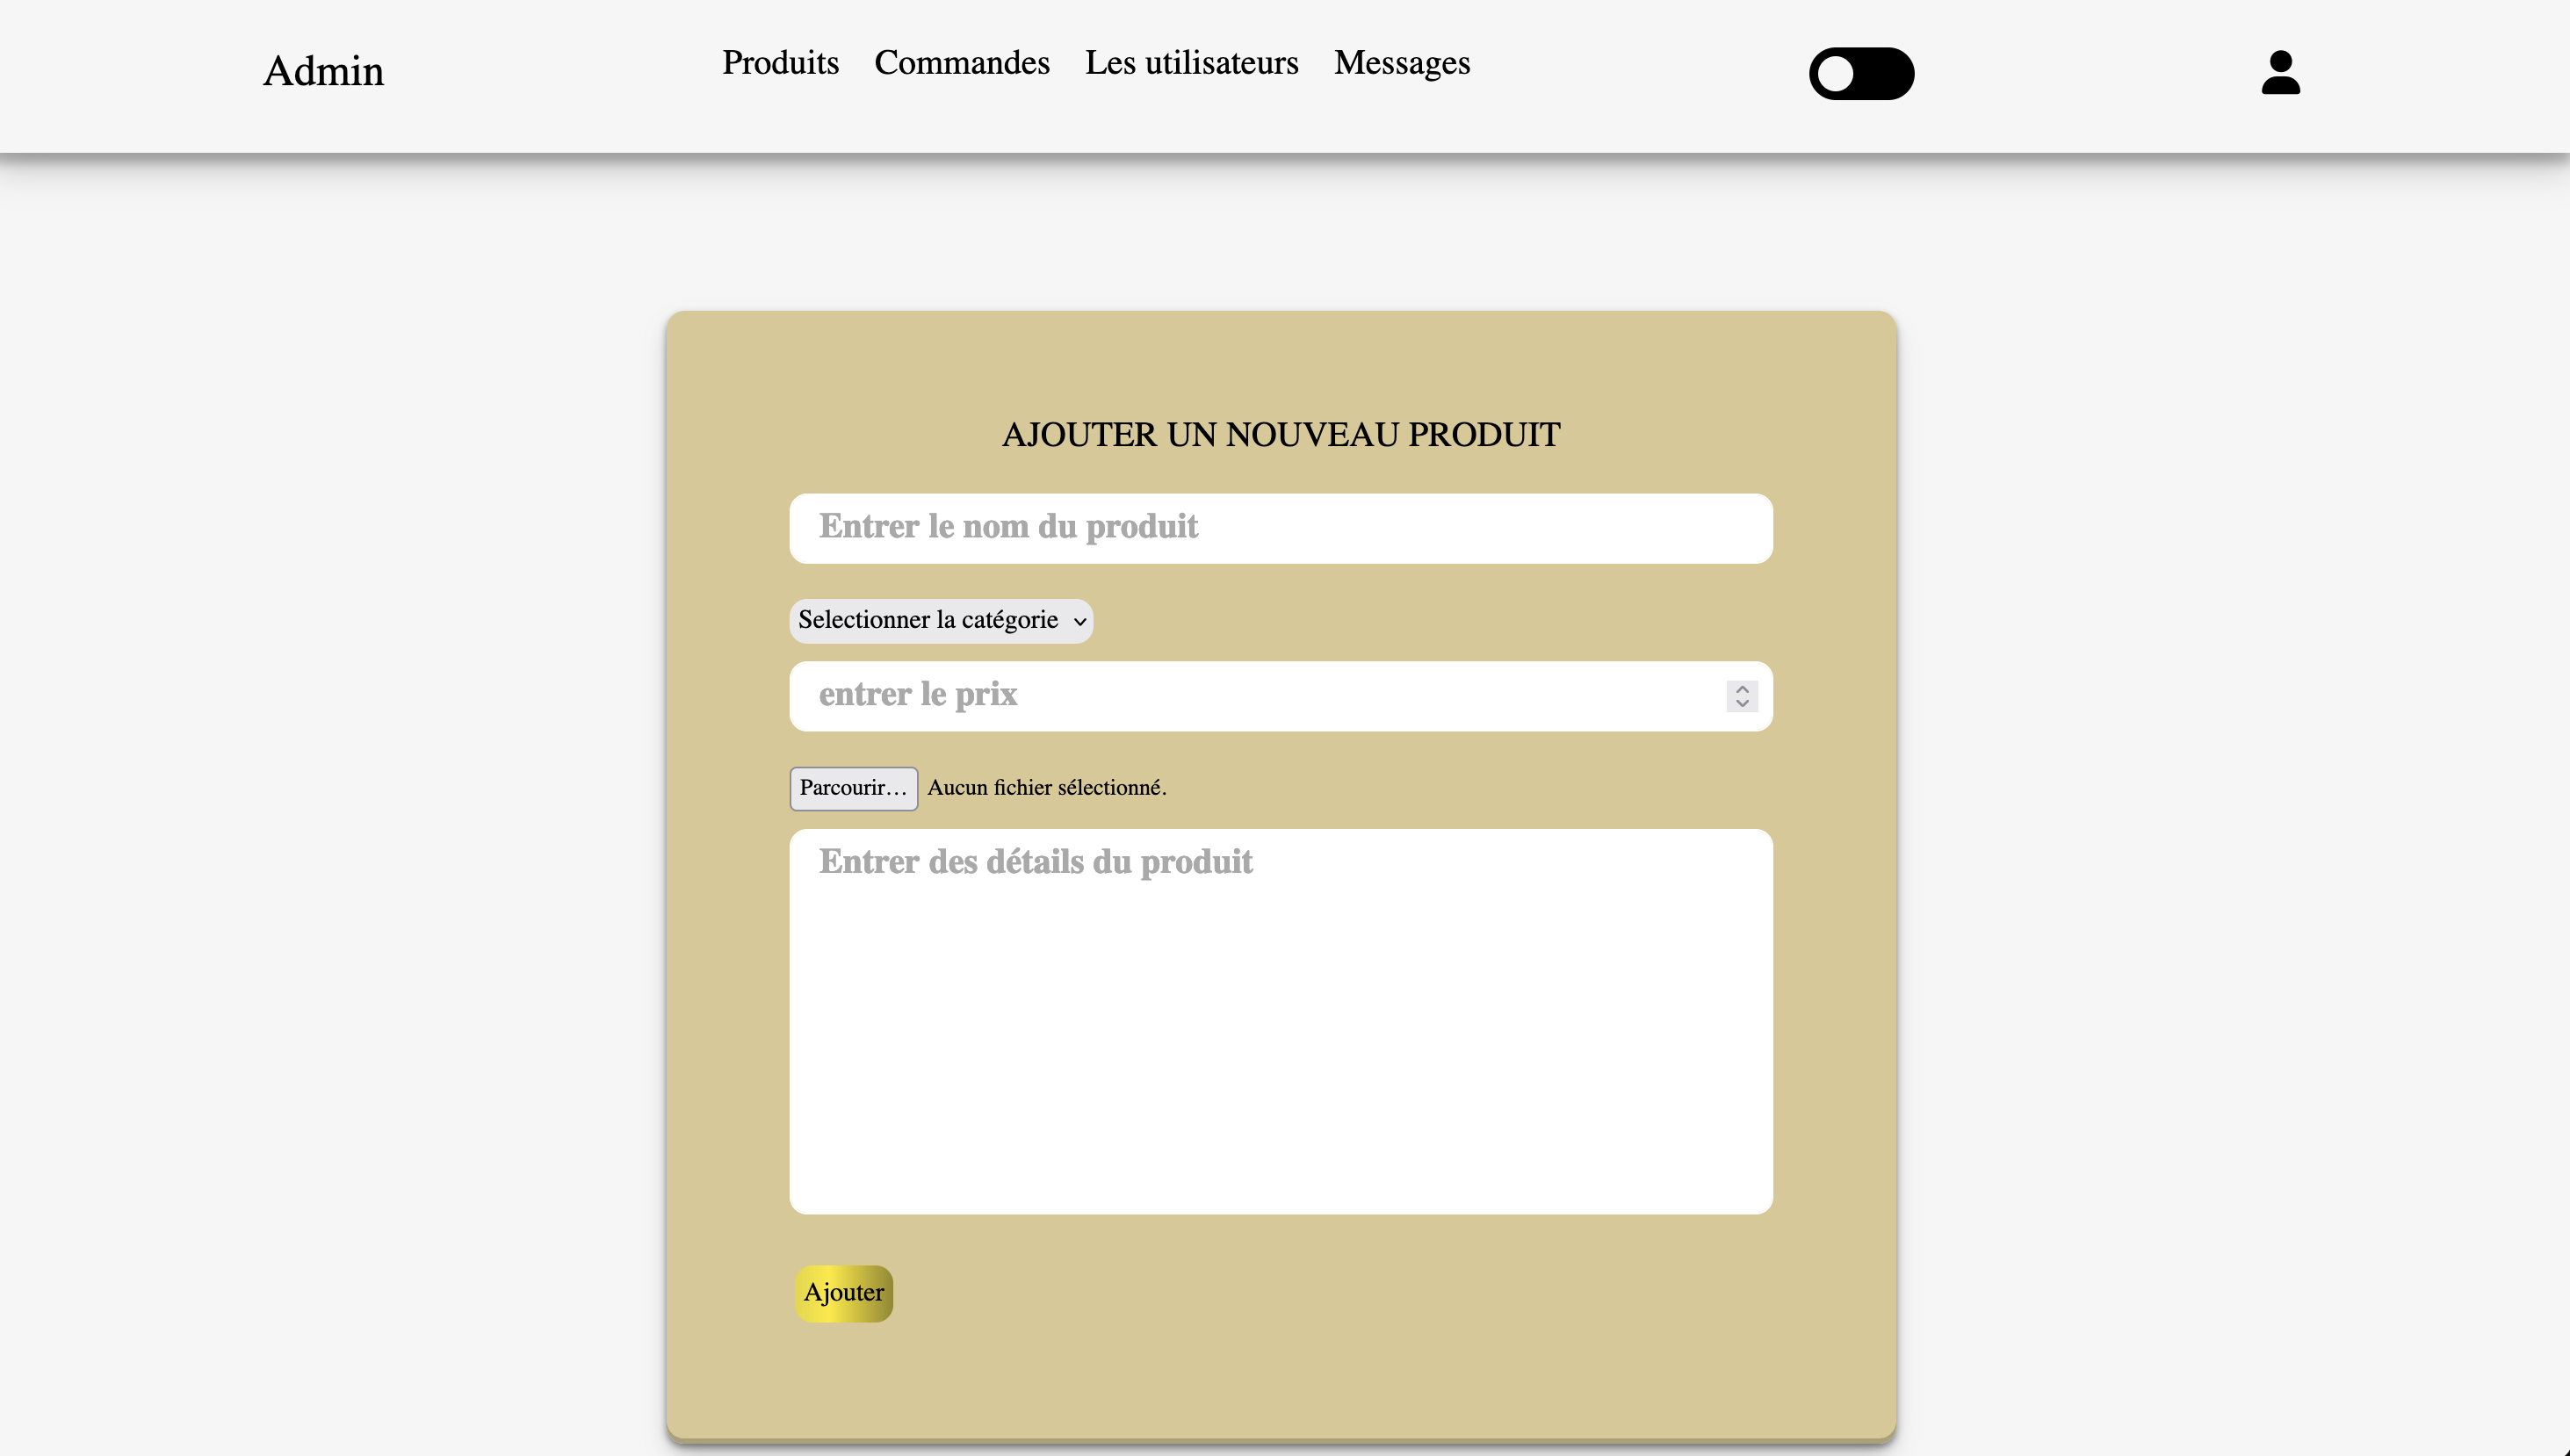 Admin
Produits Commandes Les utilisateurs Messages
AJOUTER UN NOUVEAU PRODUIT
Entrer le nom du produit
Selectionner la catégorie
entrer le prix
Parcourir… Aucun fichier sélectionné.
Entrer des détails du produit
Ajouter